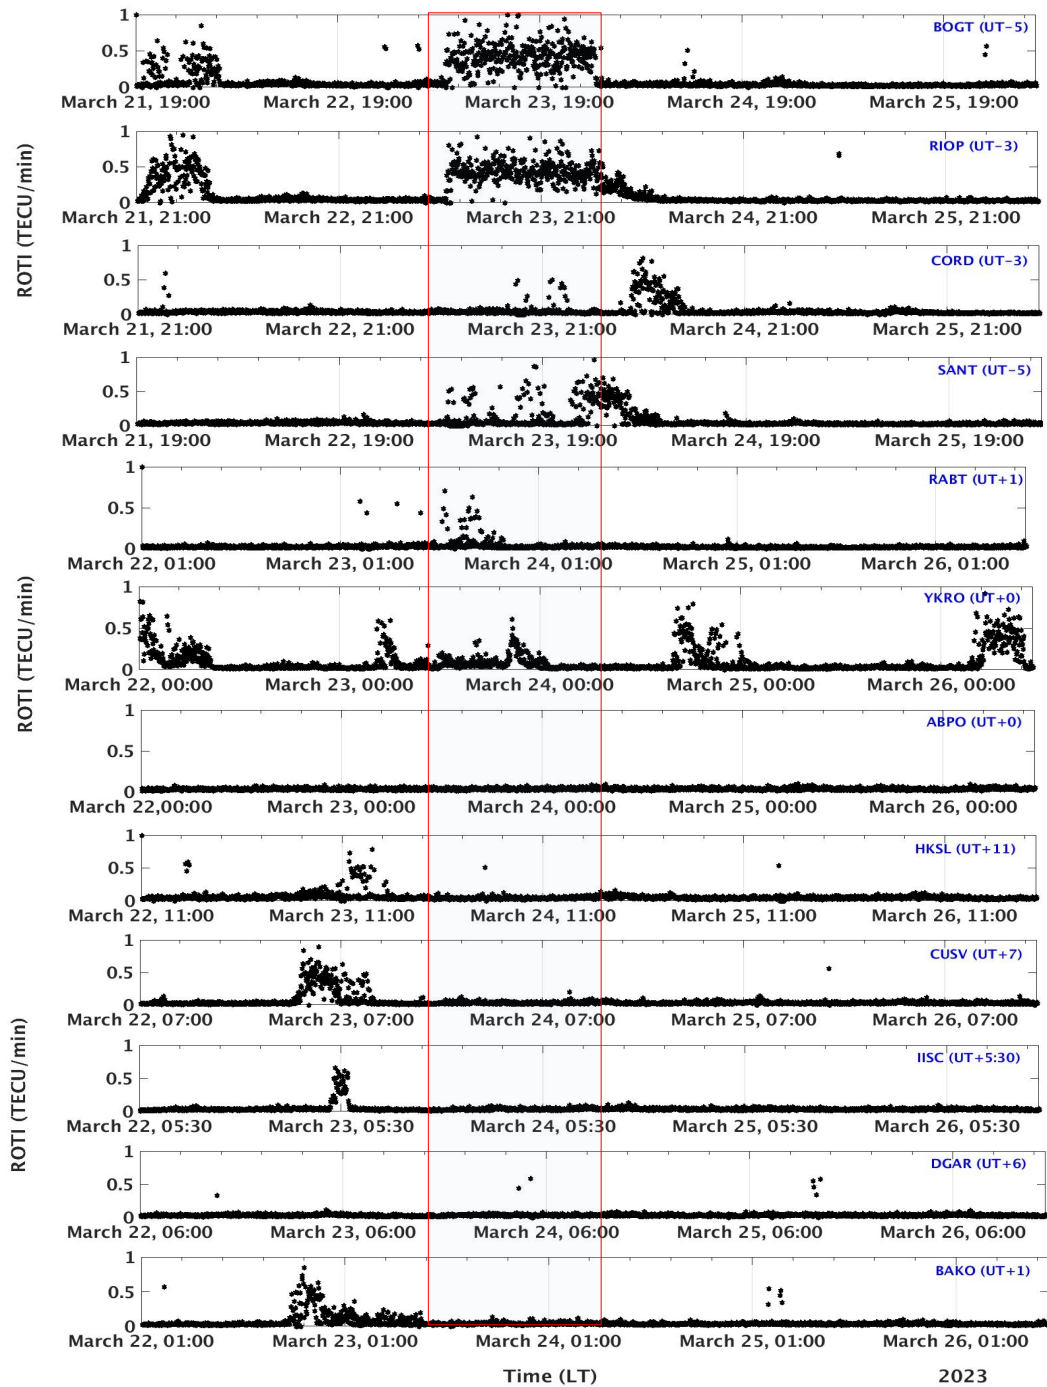 ROTI (TECU/min)
1
0.5
0
BOGT (UT-5)
March 21, 19:00 March 22, 19:00 March 23, 19:00 March 24, 19:00 March 25, 19:00
1
0.5
0
RIOP (UT-3)
March 21, 21:00 March 22, 21:00 March 23, 21:00 March 24, 21:00 March 25, 21:00
1
0.5
0
CORD (UT-3)
March 21, 21:00 March 22, 21:00 March 23, 21:00 March 24, 21:00 March 25, 21:00
1
0.5
0
SANT (UT-5)
March 21, 19:00 March 22, 19:00 March 23, 19:00 March 24, 19:00 March 25, 19:00
ROTI (TECU/min)
1
0.5
0
RABT (UT+1)
March 22, 01:00 March 23, 01:00 March 24, 01:00 March 25, 01:00 March 26, 01:00
1
0.5
0
YKRO (UT+0)
March 22, 00:00 March 23, 00:00 March 24, 00:00 March 25, 00:00 March 26, 00:00
1
0.5
0
ABPO (UT+0)
March 22,00:00 March 23, 00:00 March 24, 00:00 March 25, 00:00 March 26, 00:00
1
0.5
0
HKSL (UT+11)
March 22, 11:00 March 23, 11:00 March 24, 11:00 March 25, 11:00 March 26, 11:00
ROTI (TECU/min)
1
0.5
0
CUSV (UT+7)
March 22, 07:00 March 23, 07:00 March 24, 07:00 March 25, 07:00 March 26, 07:00
1
0.5
0
IISC (UT+5:30)
March 22, 05:30 March 23, 05:30 March 24, 05:30 March 25, 05:30 March 26, 05:30
1
0.5
0
DGAR (UT+6)
March 22, 06:00 March 23, 06:00 March 24, 06:00 March 25, 06:00 March 26, 06:00
1
0.5
0
BAKO (UT+1)
March 22, 01:00 March 23, 01:00 March 24, 01:00 March 25, 01:00 March 26, 01:00
Time (LT) 2023